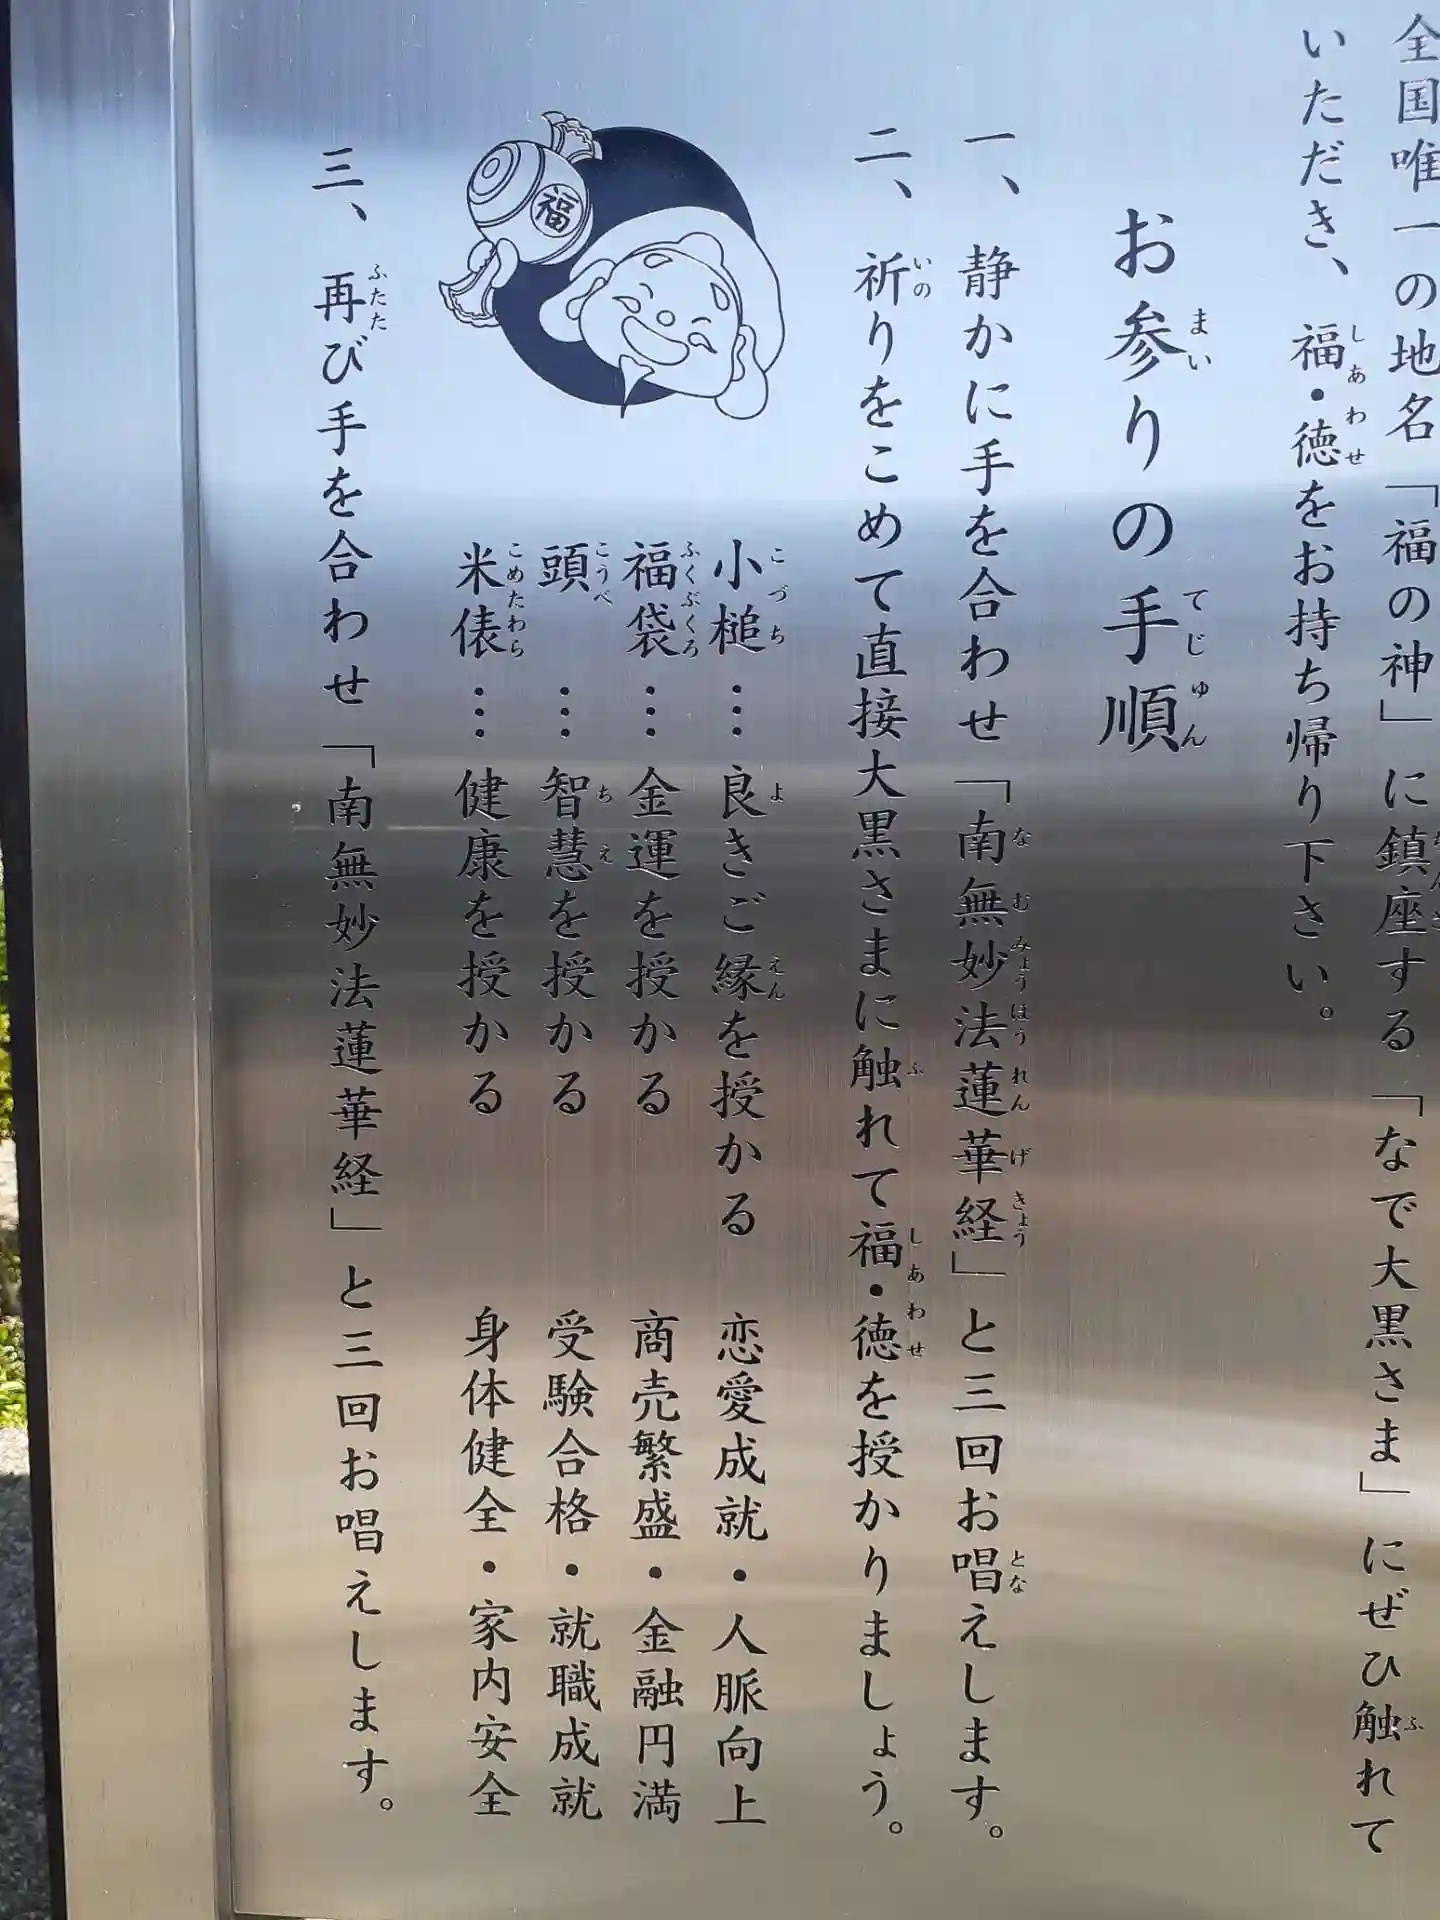 全国唯一の地名「福の神」に鎮座する「なで大黒さま」にぜひ触れて
いただき、福・徳をお持ち帰り下さい。
お参りの手順
一、静かに手を合わせ「南無妙法蓮華経」と三回お唱えします。
二、祈りをこめて直接大黒さまに触れて福・徳を授かりましょう。
小槌…良きご縁を授かる 恋愛成就・人脈向上
福袋…金運を授かる 商売繁盛・金融円満
頭…智慧を授かる 受験合格・就職成就
米俵…健康を授かる 身体健全・家内安全
福
三、再び手を合わせ「南無妙法蓮華経」と三回お唱えします。